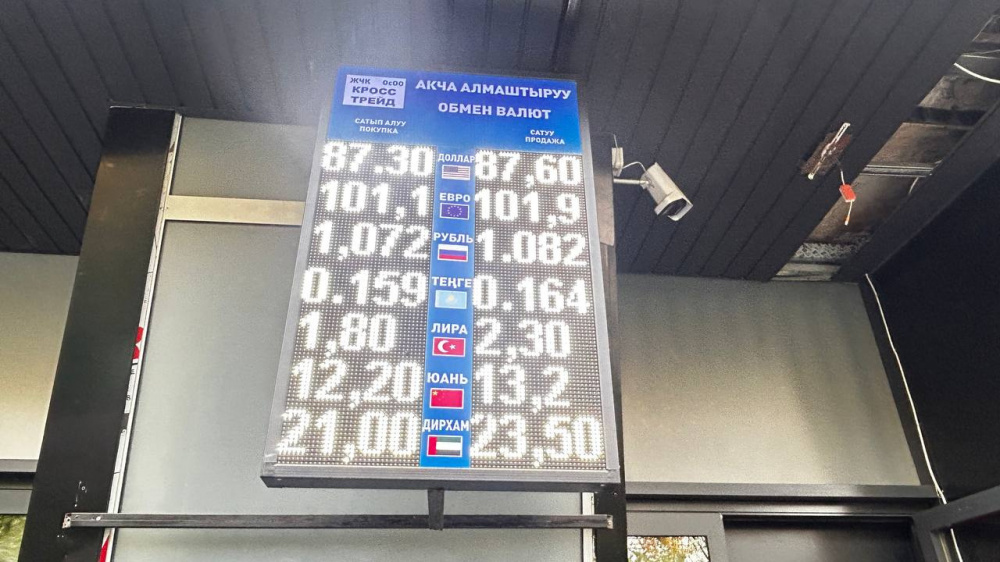 ЖЧК ОсОО
КРОСС
ТРЕЙД
АКЧА АЛМАШТЫРУУ
ОБМЕН ВАЛЮТ
САТЫП АЛУУ
ПОКУПКА
САТУУ
ПРОДАЖА
87.30 ДОЛЛАР 87,60
101,1 ЕВРО 101,9
1,072 РУБЛЬ 1.082
0.159 ТЕҢГЕ 0.164
1,80 ЛИРА 2,30
12,20 ЮАНЬ 13,2
21,00 ДИРХАМ 23,50